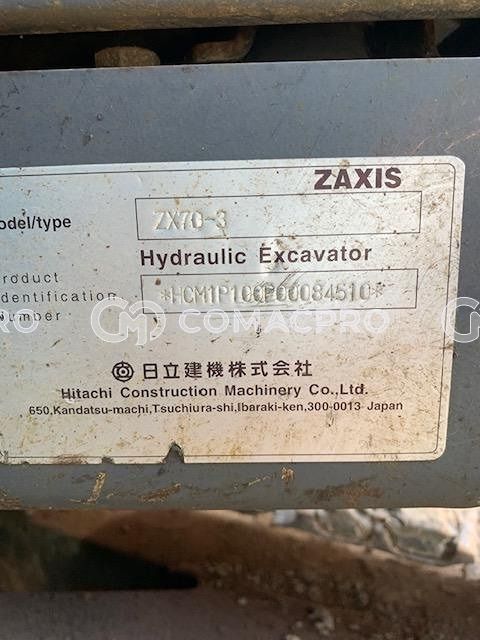 ZAXIS
odel/type ZX70-3
Hydraulic Excavator
roduct
dentification *HCM1P100P00084510*
umber
COMACPRO
日立建機株式会社
Hitachi Construction Machinery Co.,Ltd.
650,Kandatsu-machi,Tsuchiura-shi,Ibaraki-ken,300-0013 Japan